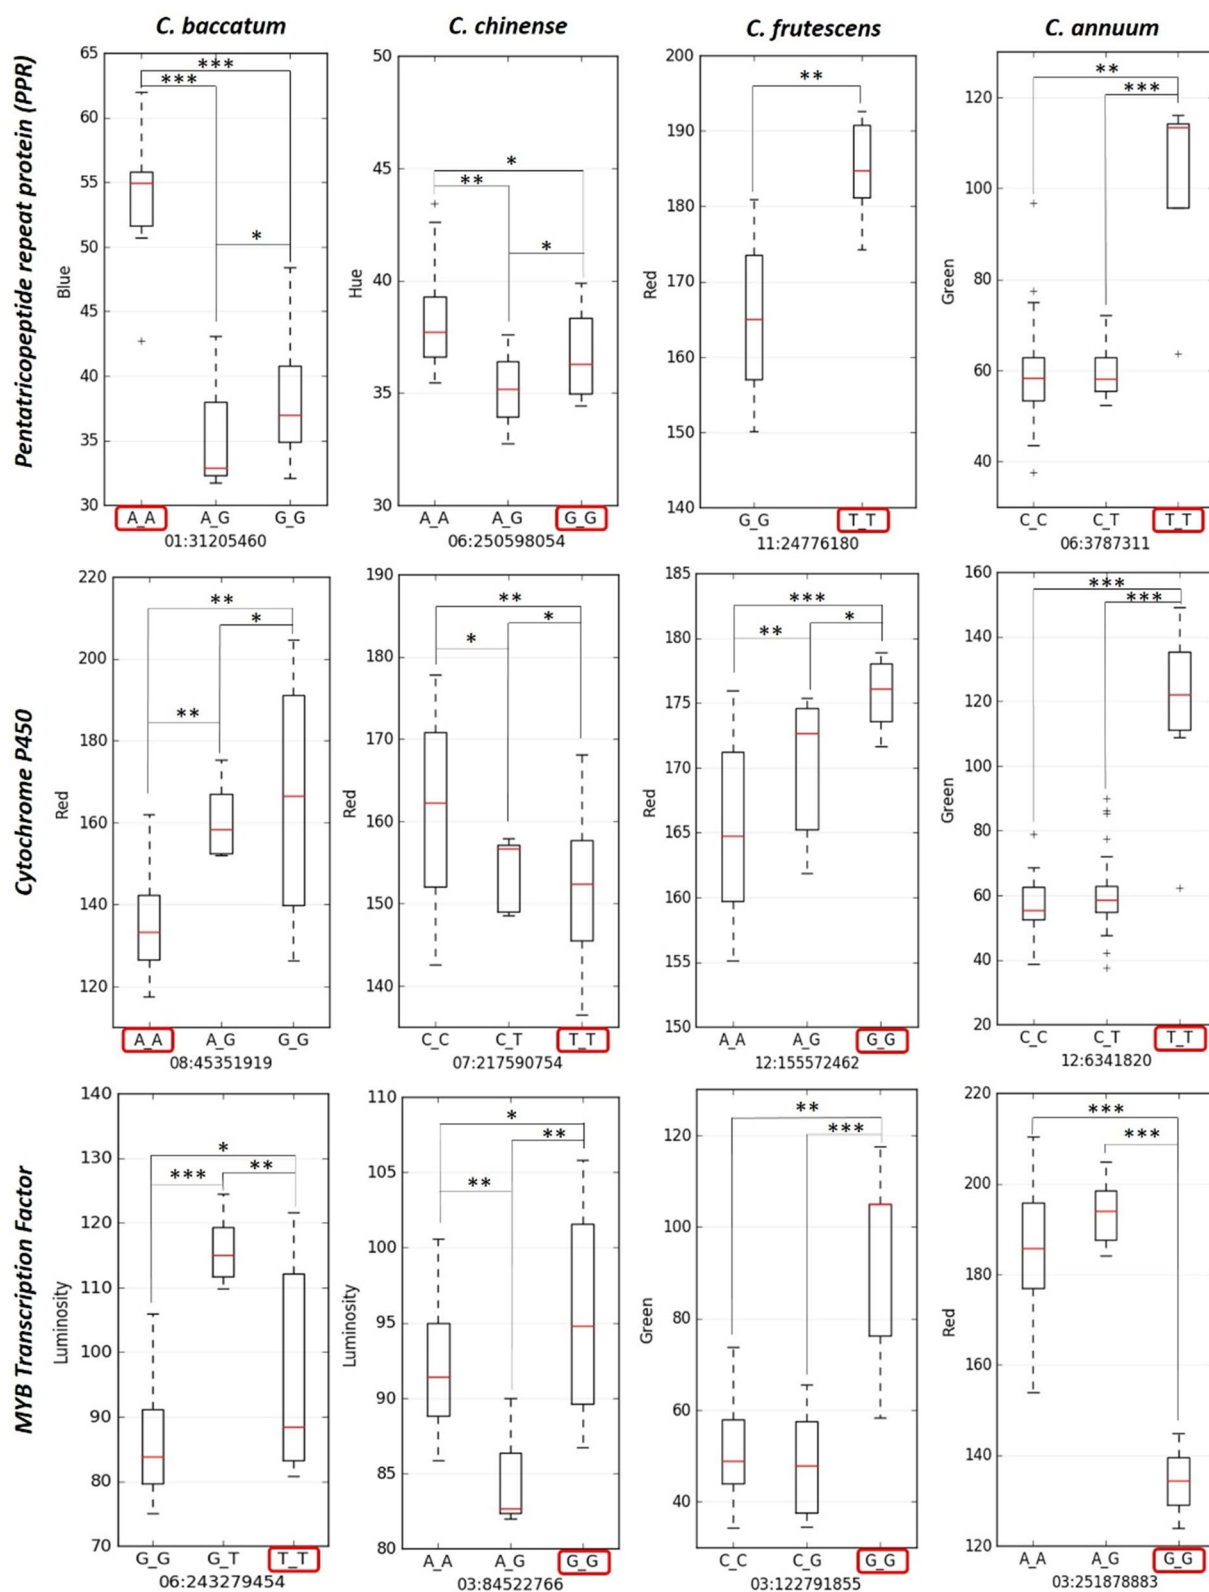 C. baccatum
C. chinense
C. frutescens
C. annuum
Pentatricopeptide repeat protein (PPR)
65
60
55
50
45
40
35
30
Blue
***
***
*
A_A
A_G
G_G
01:31205460
50
45
40
35
30
Hue
*
**
*
A_A
A_G
G_G
06:250598054
200
190
180
170
160
150
140
Red
**
G_G
T_T
11:24776180
120
100
80
60
40
Green
**
***
C_C
C_T
T_T
06:3787311
Cytochrome P450
220
200
180
160
140
120
Red
**
*
**
A_A
A_G
G_G
08:45351919
190
180
170
160
150
140
Red
**
*
*
C_C
C_T
T_T
07:217590754
185
180
175
170
165
160
155
150
Red
***
*
**
A_A
A_G
G_G
12:155572462
160
140
120
100
80
60
40
20
Green
***
***
C_C
C_T
T_T
12:6341820
MYB Transcription Factor
140
130
120
110
100
90
80
70
Luminosity
*
***
**
G_G
G_T
T_T
06:243279454
110
105
100
95
90
85
80
Luminosity
*
**
**
A_A
A_G
G_G
03:84522766
120
100
80
60
40
Green
**
***
C_C
C_G
G_G
03:122791855
220
200
180
160
140
120
Red
***
***
A_A
A_G
G_G
03:251878883